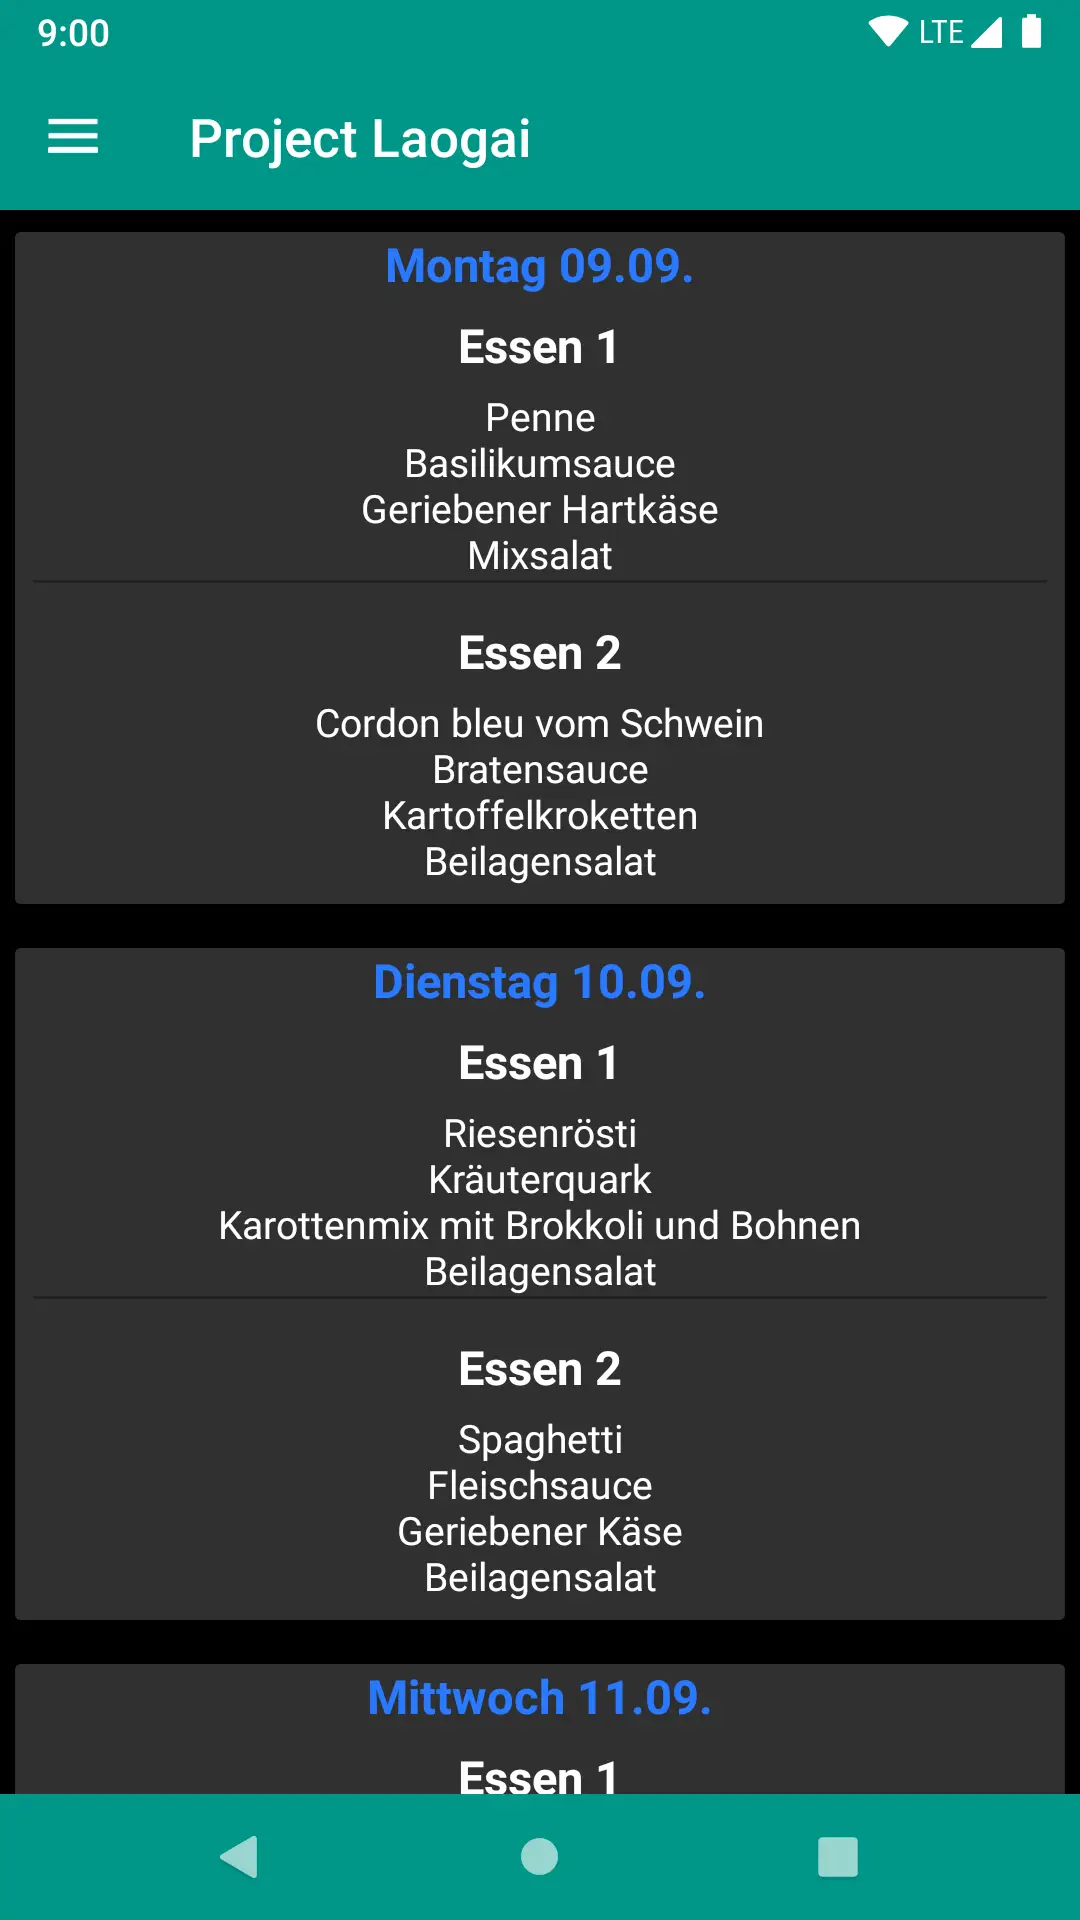 9:00
LTE
Project Laogai
Montag 09.09.
Essen 1
Penne
Basilikumsauce
Geriebener Hartkäse
Mixsalat
Essen 2
Cordon bleu vom Schwein
Bratensauce
Kartoffelkroketten
Beilagensalat
Dienstag 10.09.
Essen 1
Riesenrösti
Kräuterquark
Karottenmix mit Brokkoli und Bohnen
Beilagensalat
Essen 2
Spaghetti
Fleischsauce
Geriebener Käse
Beilagensalat
Mittwoch 11.09.
Essen 1